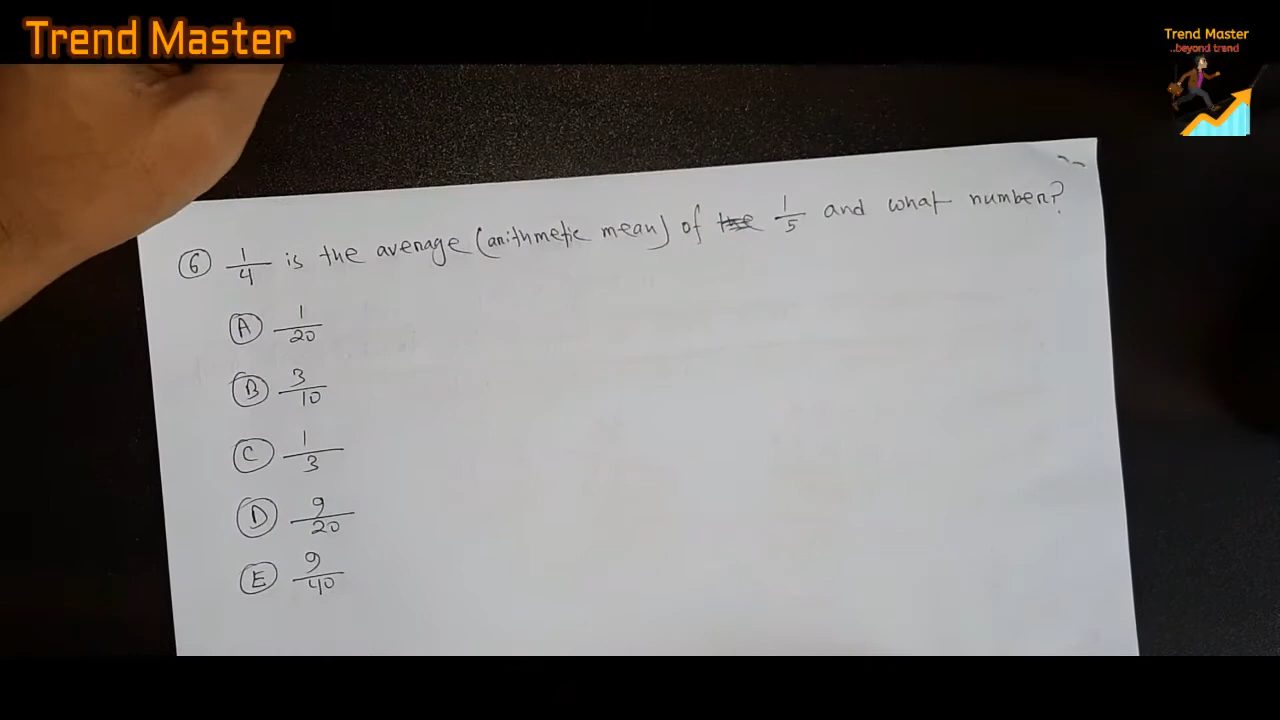 Trend Master
Trend Master
..beyond trend
6 1/4 is the average (arithmetic mean) of 1/5 and what number?
A 1/20
B 3/10
C 1/3
D 9/20
E 9/40